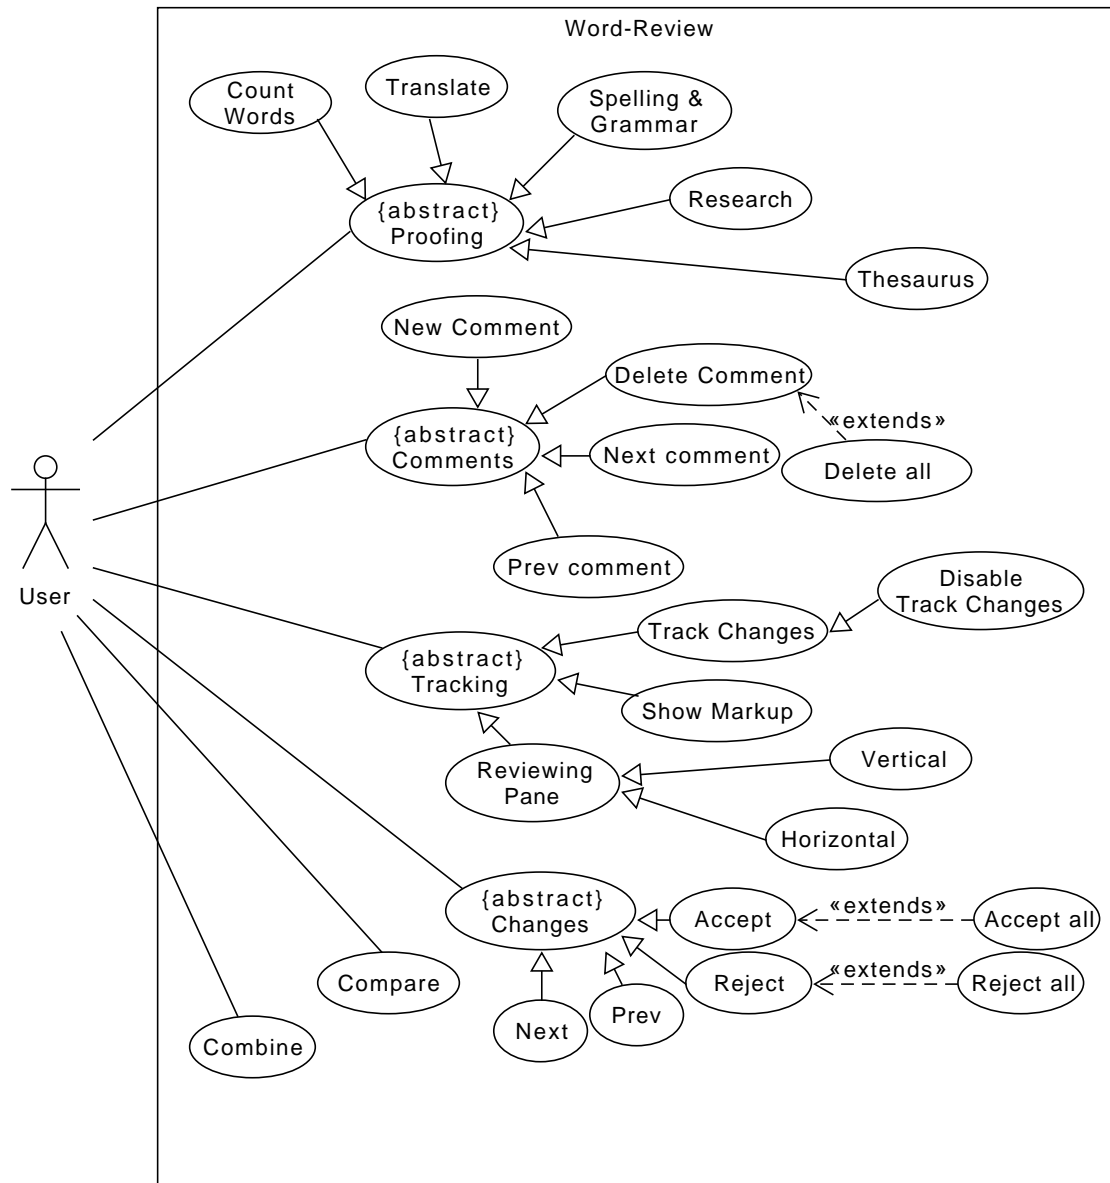 Word-Review
Count
Words
Translate
Spelling &
Grammar
{abstract}
Proofing
Research
Thesaurus
New Comment
Delete Comment
«extends»
{abstract}
Comments
Next comment
Delete all
Prev comment
User
Disable
Track Changes
Track Changes
{abstract}
Tracking
Show Markup
Reviewing
Pane
Vertical
Horizontal
{abstract}
Changes
Accept
«extends»
Accept all
Reject
«extends»
Reject all
Compare
Next
Prev
Combine